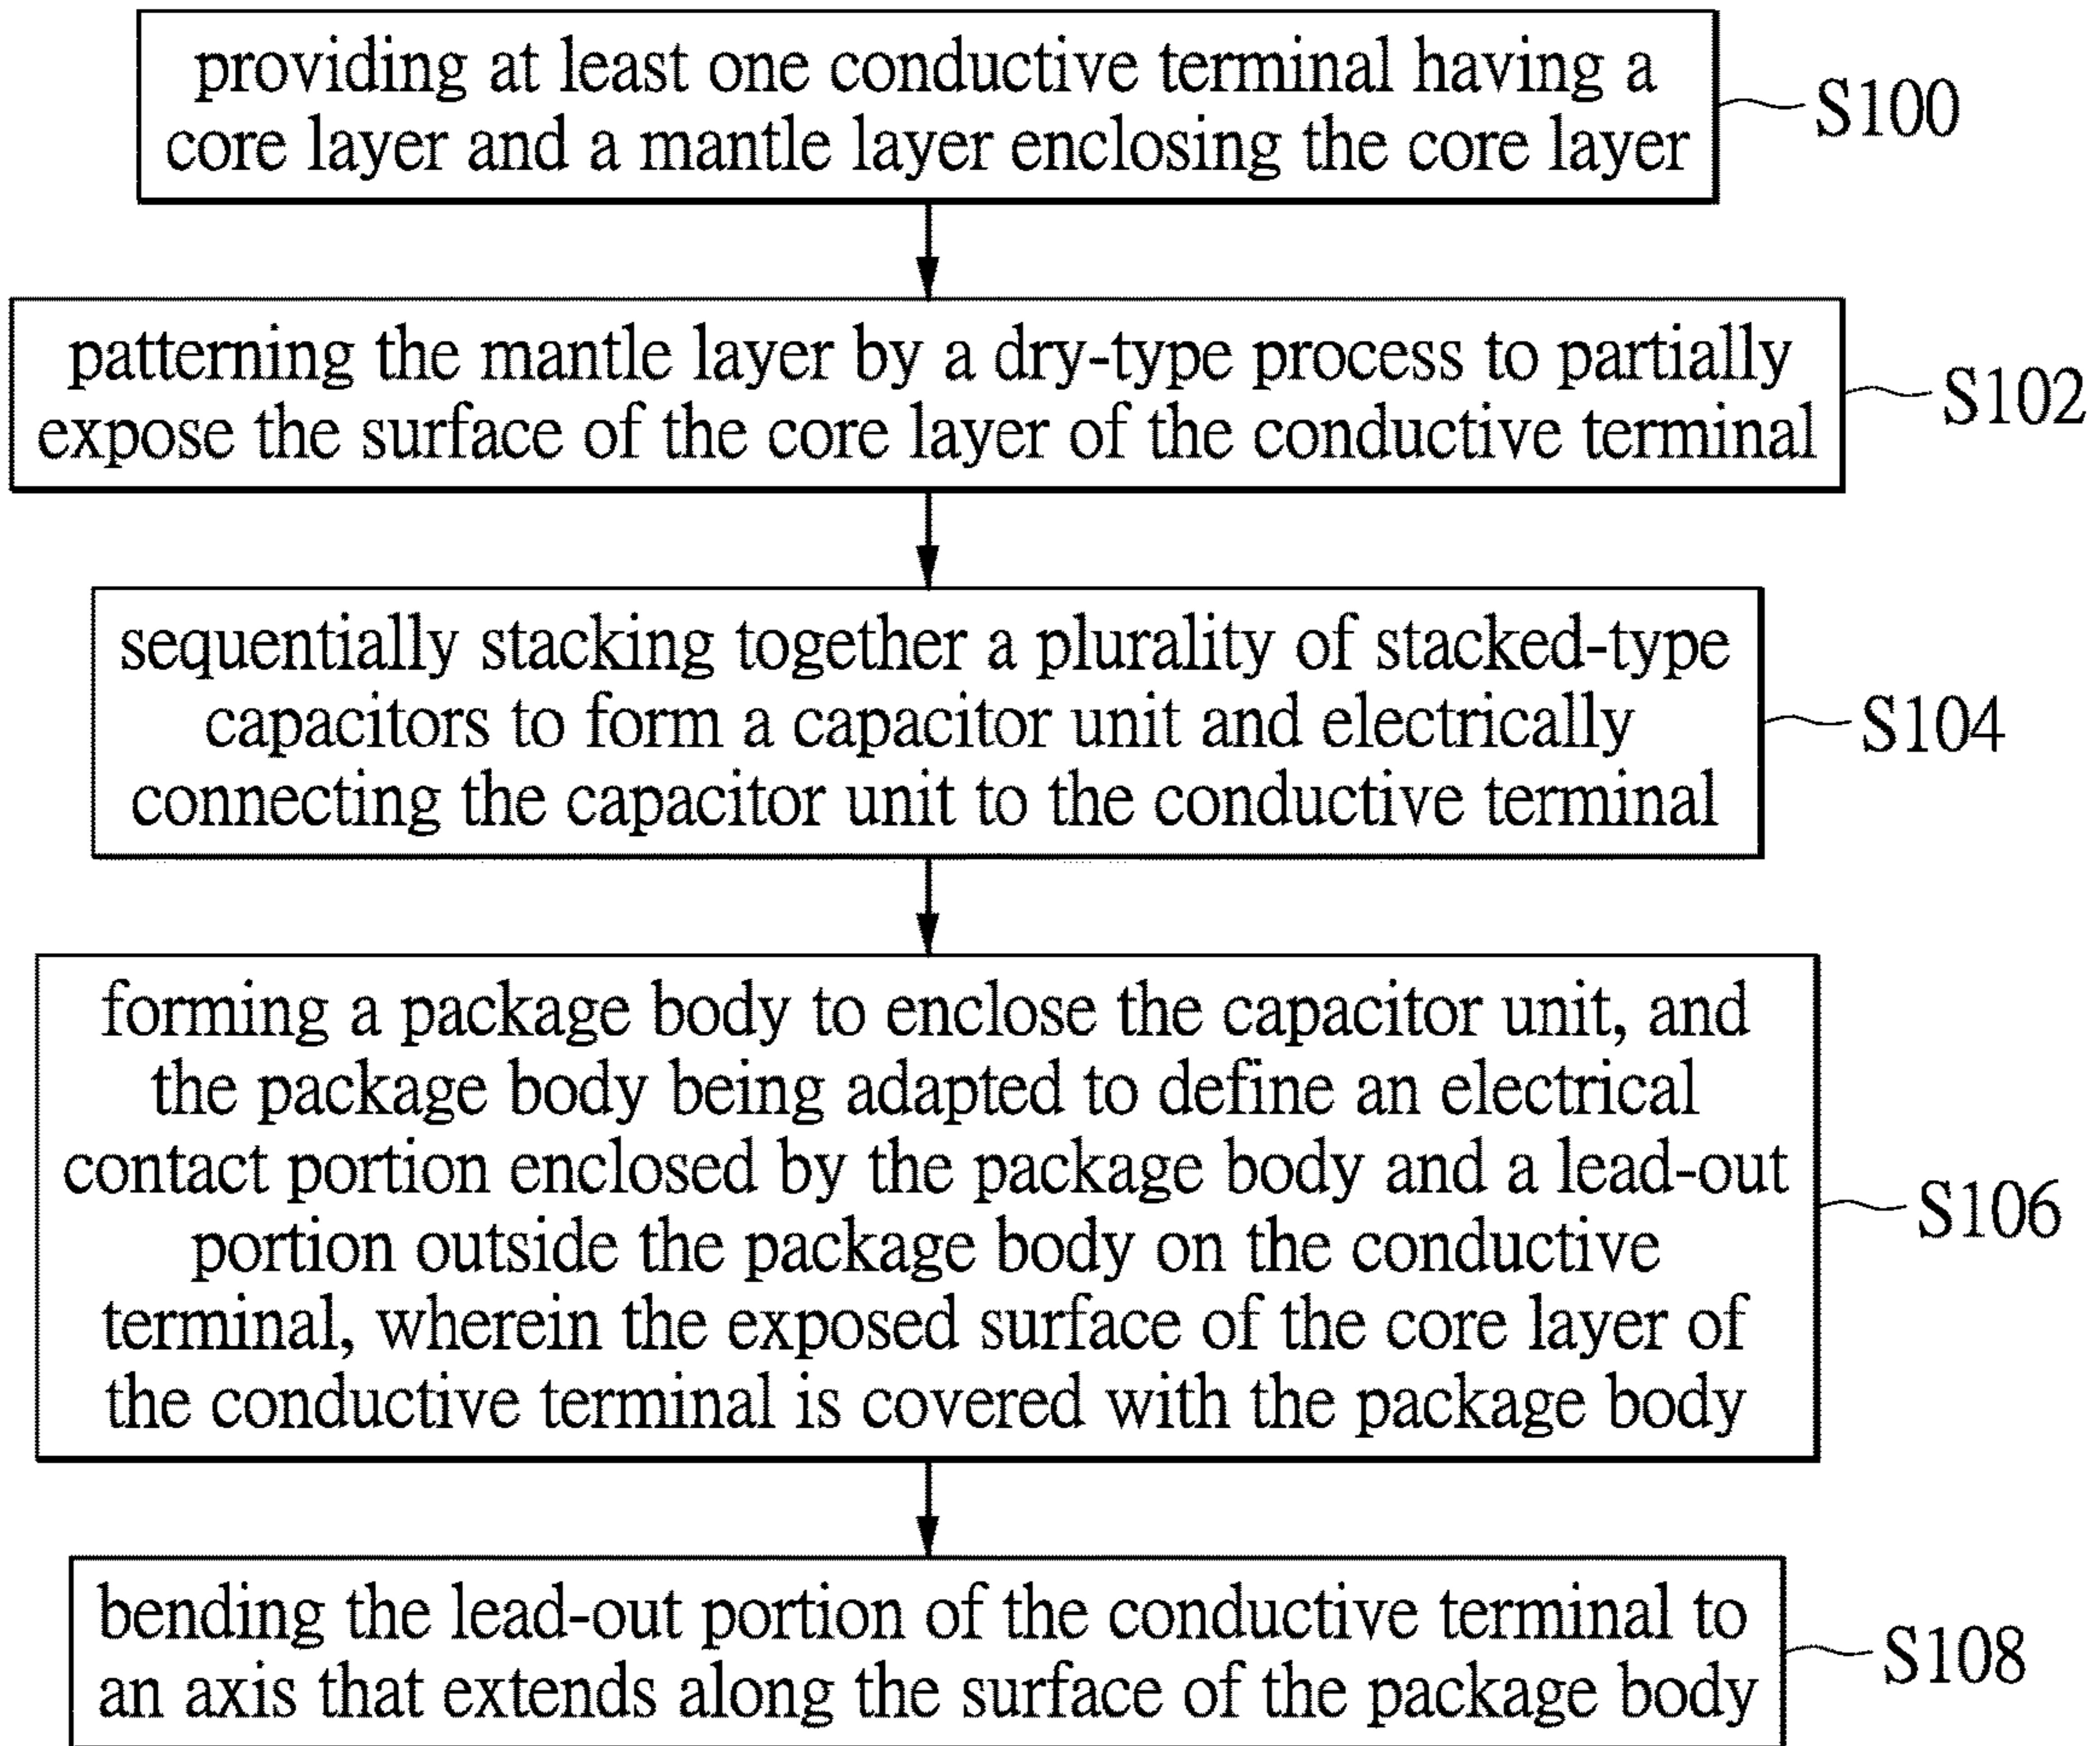 providing at least one conductive terminal having a
core layer and a mantle layer enclosing the core layer
S100
patterning the mantle layer by a dry-type process to partially
expose the surface of the core layer of the conductive terminal
S102
sequentially stacking together a plurality of stacked-type
capacitors to form a capacitor unit and electrically
connecting the capacitor unit to the conductive terminal
S104
forming a package body to enclose the capacitor unit, and
the package body being adapted to define an electrical
contact portion enclosed by the package body and a lead-out
portion outside the package body on the conductive
terminal, wherein the exposed surface of the core layer of
the conductive terminal is covered with the package body
S106
bending the lead-out portion of the conductive terminal to
an axis that extends along the surface of the package body
S108